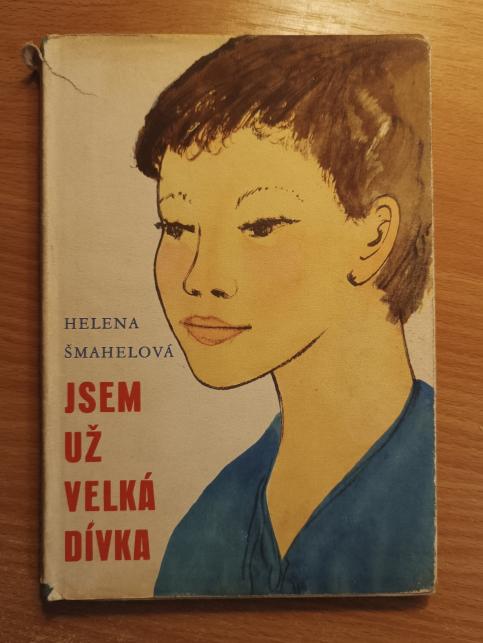 HELENA
ŠMAHELOVÁ
JSEM
UŽ
VELKÁ
DÍVKA